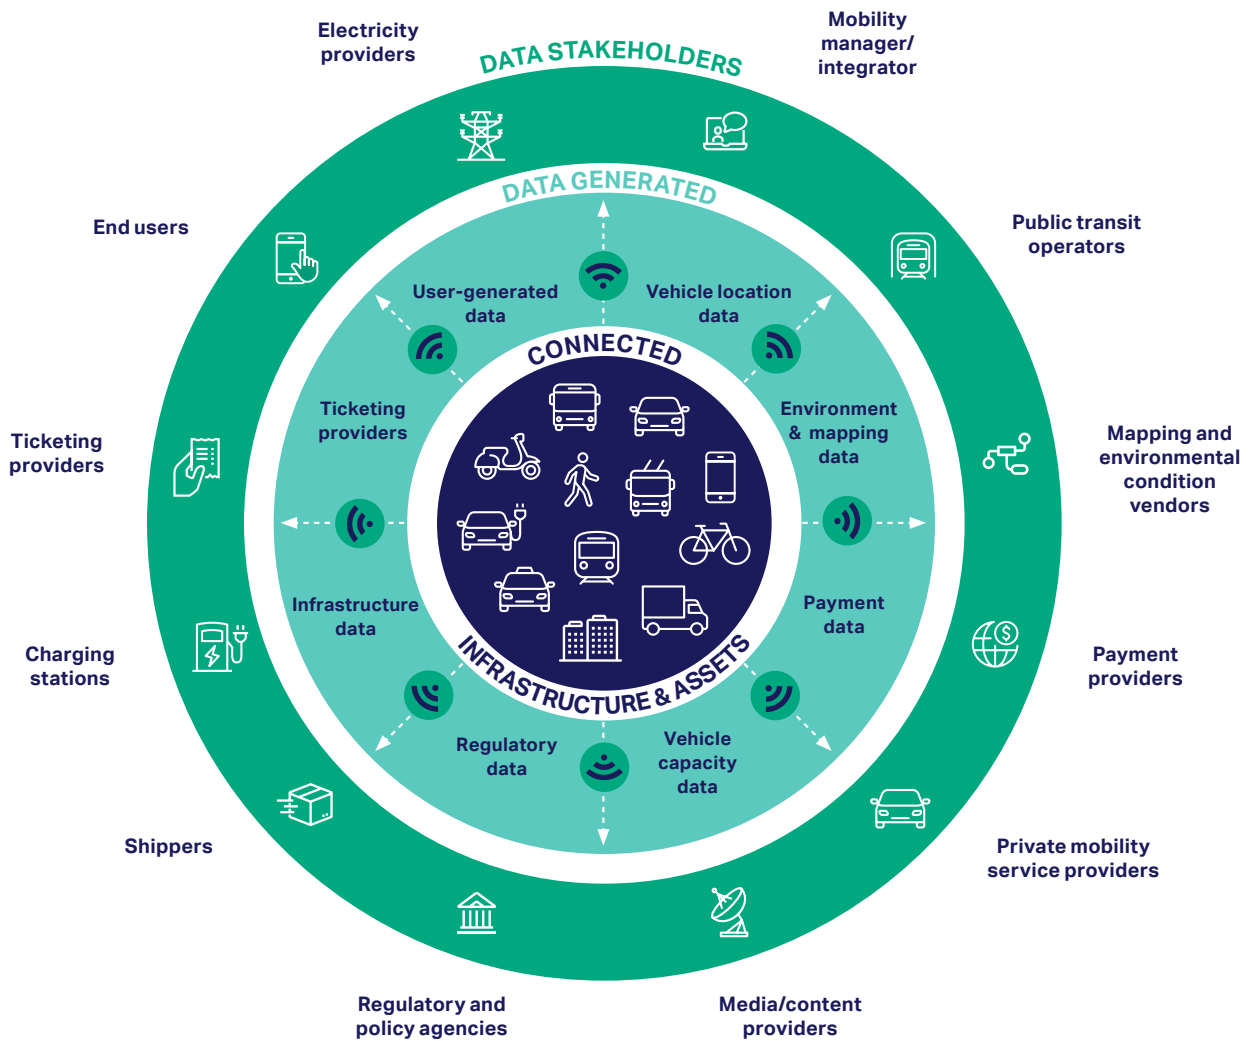 Electricity
providers
DATA STAKEHOLDERS
Mobility
manager/
integrator
DATA GENERATED
End users
Public transit
operators
User-generated
data
Vehicle location
data
CONNECTED
Ticketing
providers
Environment
& mapping
data
Ticketing
providers
Mapping and
environmental
condition
vendors
Infrastructure
data
Payment
data
INFRASTRUCTURE & ASSETS
Charging
stations
Payment
providers
Regulatory
data
Vehicle
capacity
data
$
Shippers
Private mobility
service providers
Regulatory and
policy agencies
Media/content
providers